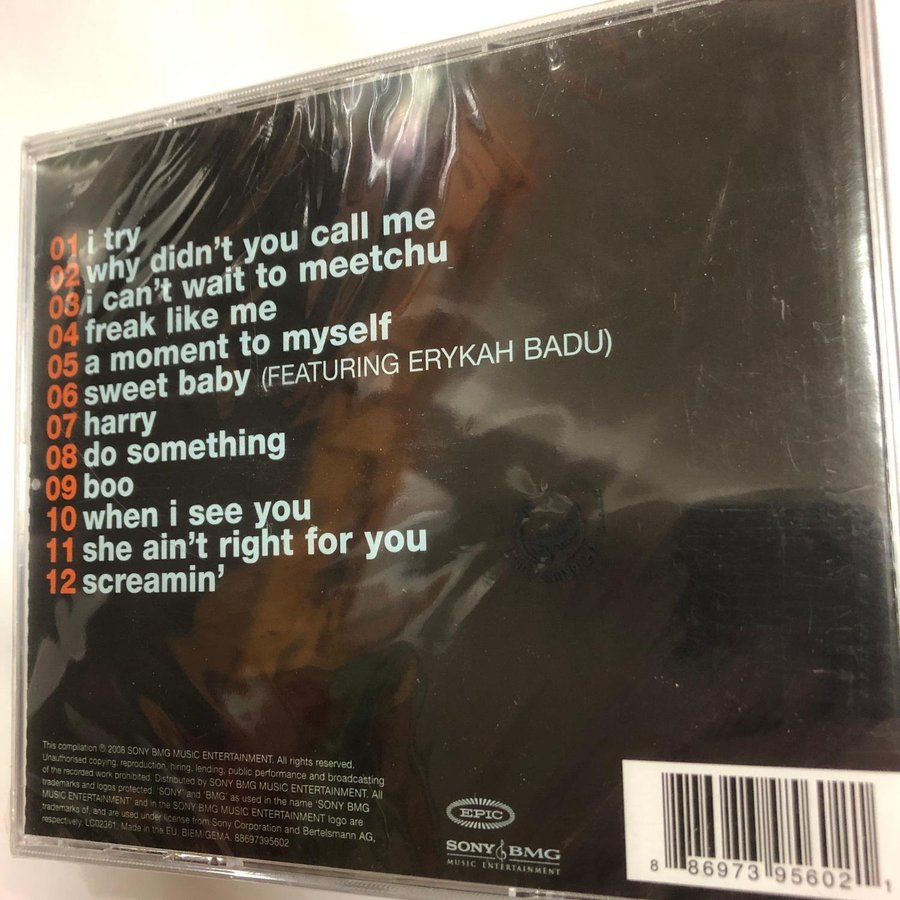 01 i try
02 why didn't you call me
03 i can't wait to meetchu
04 freak like me
05 a moment to myself
06 sweet baby (FEATURING ERYKAH BADU)
07 harry
08 do something
09 boo
10 when i see you
11 she ain't right for you
12 screamin'
This compilation ℗ 2008 SONY BMG MUSIC ENTERTAINMENT. All rights reserved.
Unauthorised copying, reproduction, hiring, lending, public performance and broadcasting
of the recorded work prohibited. Distributed by SONY BMG MUSIC ENTERTAINMENT. All
trademarks and logos protected. 'SONY' and 'BMG' as used in the name 'SONY BMG
MUSIC ENTERTAINMENT' and in the SONY BMG MUSIC ENTERTAINMENT logo are
trademarks of, and are used under license from Sony Corporation and Bertelsmann AG,
respectively. LC02361. Made in the EU. BIEM/GEMA. 88697395602
EPIC
SONY BMG
MUSIC ENTERTAINMENT
8 86973 95602 1